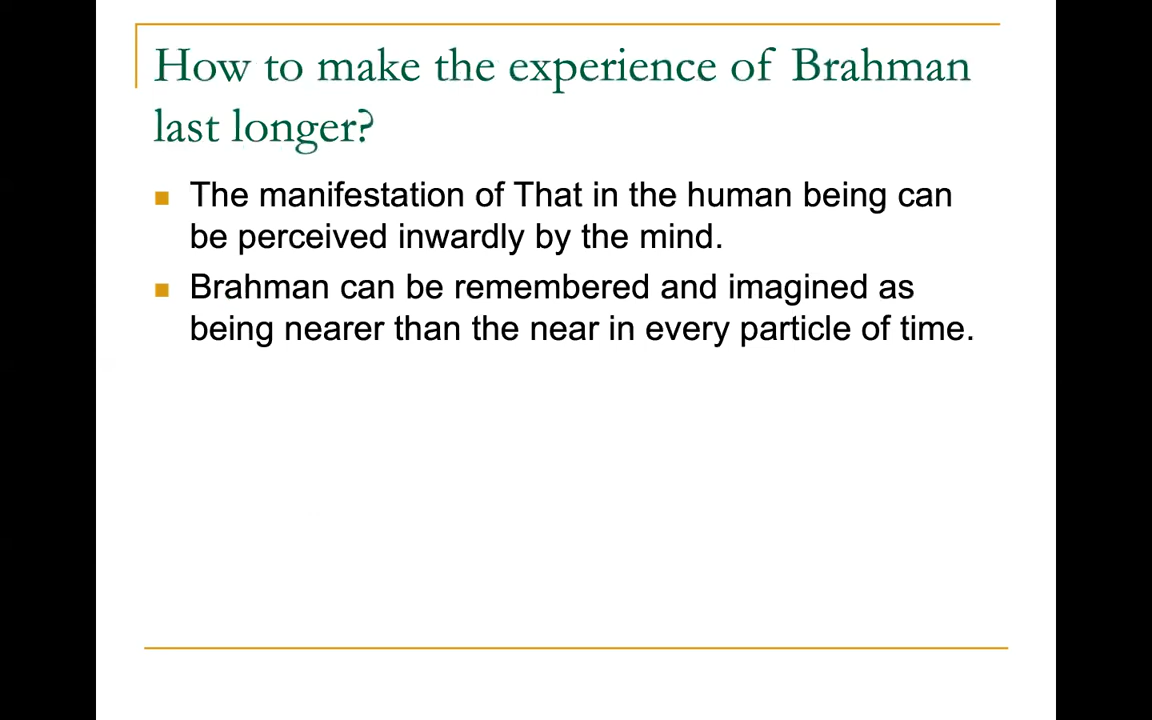 How to make the experience of Brahman
last longer?
The manifestation of That in the human being can
be perceived inwardly by the mind.
Brahman can be remembered and imagined as
being nearer than the near in every particle of time.